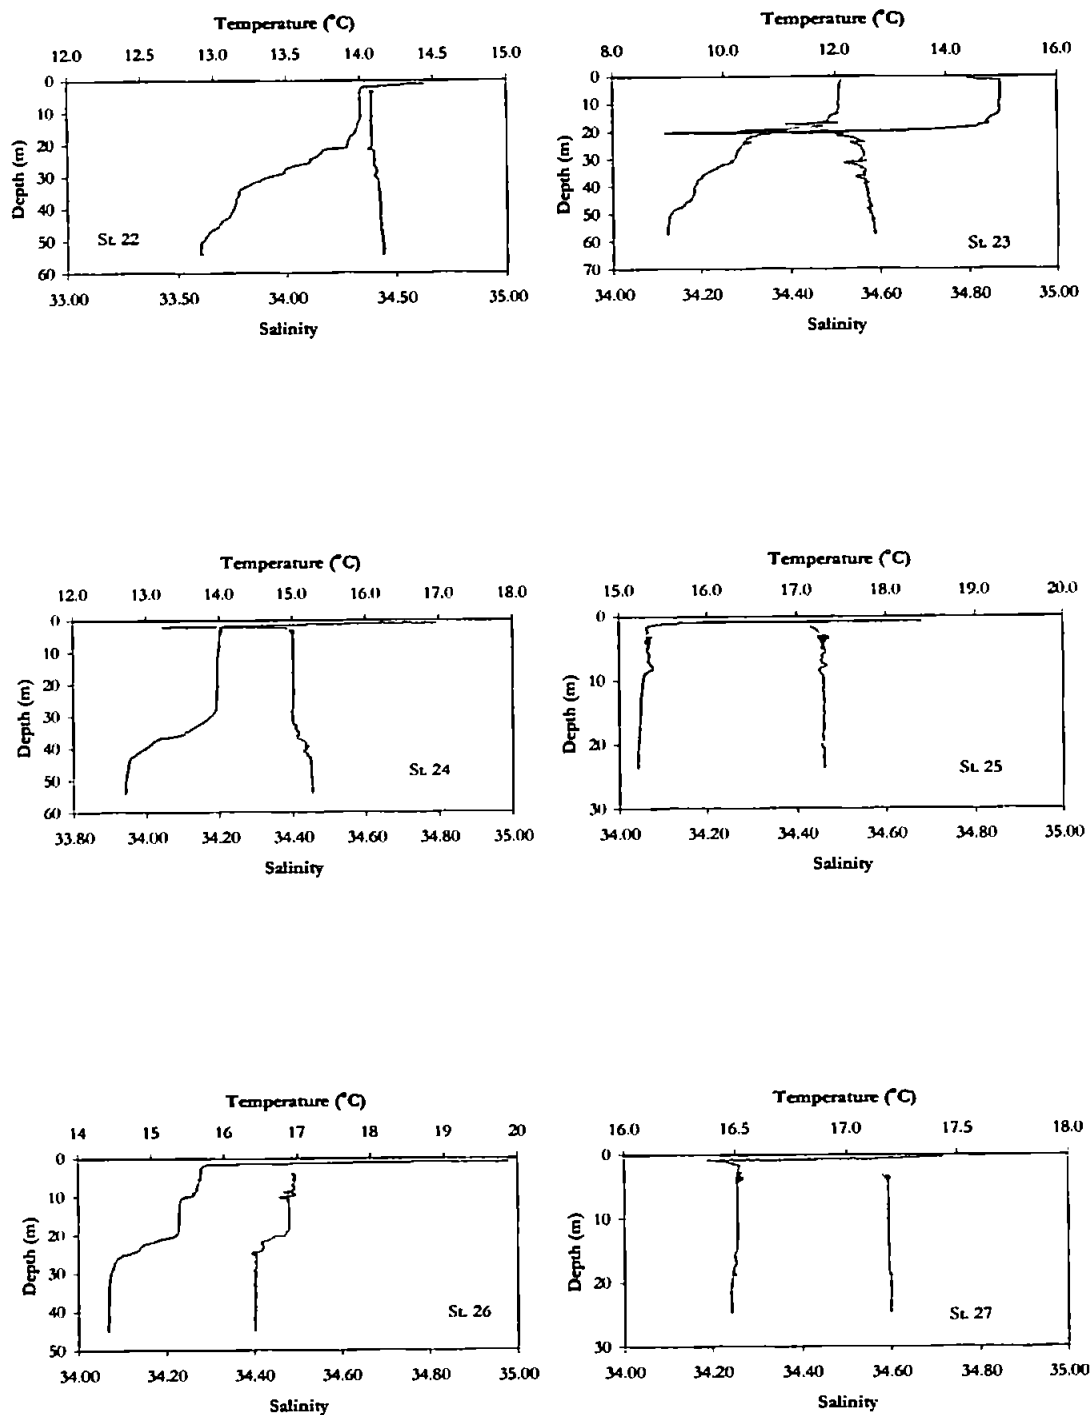 Temperature (°C)
12.0 12.5 13.0 13.5 14.0 14.5 15.0
0
10
20
30
40
50
60
Depth (m)
St. 22
33.00 33.50 34.00 34.50 35.00
Salinity
Temperature (°C)
8.0 10.0 12.0 14.0 16.0
0
10
20
30
40
50
60
70
Depth (m)
St. 23
34.00 34.20 34.40 34.60 34.80 35.00
Salinity
Temperature (°C)
12.0 13.0 14.0 15.0 16.0 17.0 18.0
0
10
20
30
40
50
60
Depth (m)
St. 24
33.80 34.00 34.20 34.40 34.60 34.80 35.00
Salinity
Temperature (°C)
15.0 16.0 17.0 18.0 19.0 20.0
0
10
20
30
Depth (m)
St. 25
34.00 34.20 34.40 34.60 34.80 35.00
Salinity
Temperature (°C)
14 15 16 17 18 19 20
0
10
20
30
40
50
Depth (m)
St. 26
34.00 34.20 34.40 34.60 34.80 35.00
Salinity
Temperature (°C)
16.0 16.5 17.0 17.5 18.0
0
10
20
30
Depth (m)
St. 27
34.00 34.20 34.40 34.60 34.80 35.00
Salinity